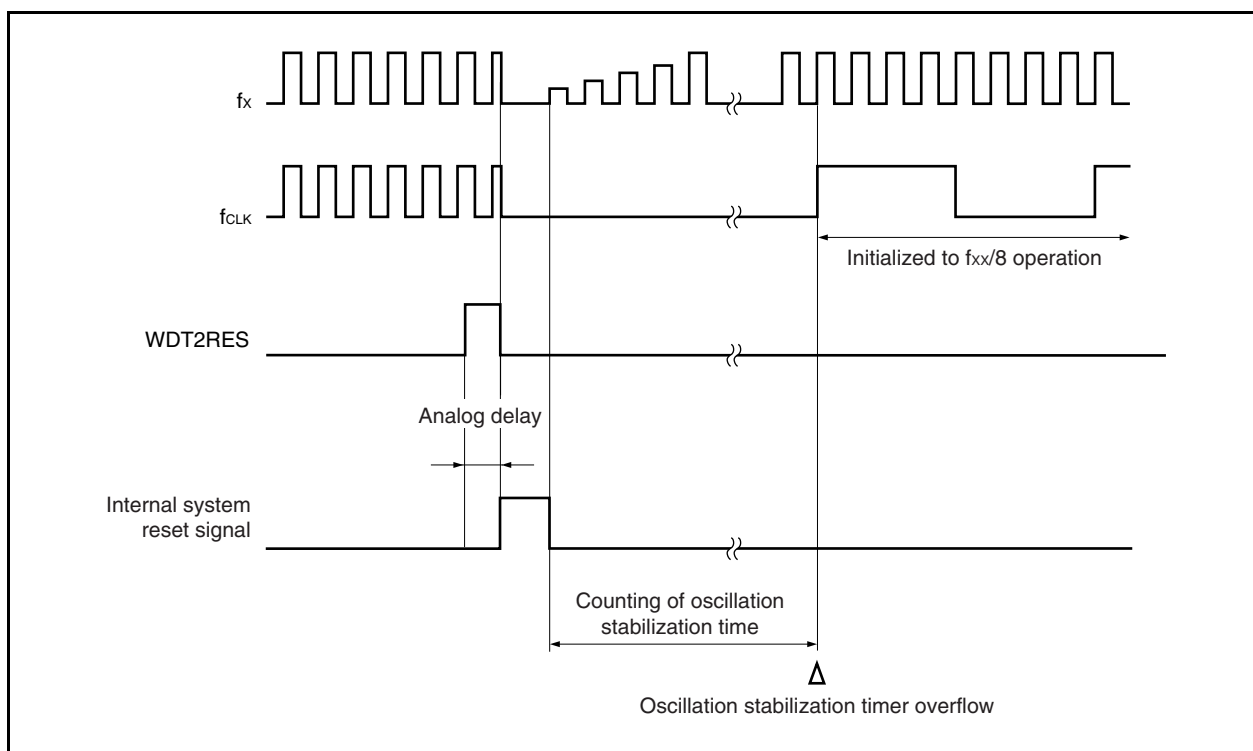 fX
fCLK
Initialized to fXX/8 operation
WDT2RES
Analog delay
Internal system
reset signal
Counting of oscillation
stabilization time
Oscillation stabilization timer overflow